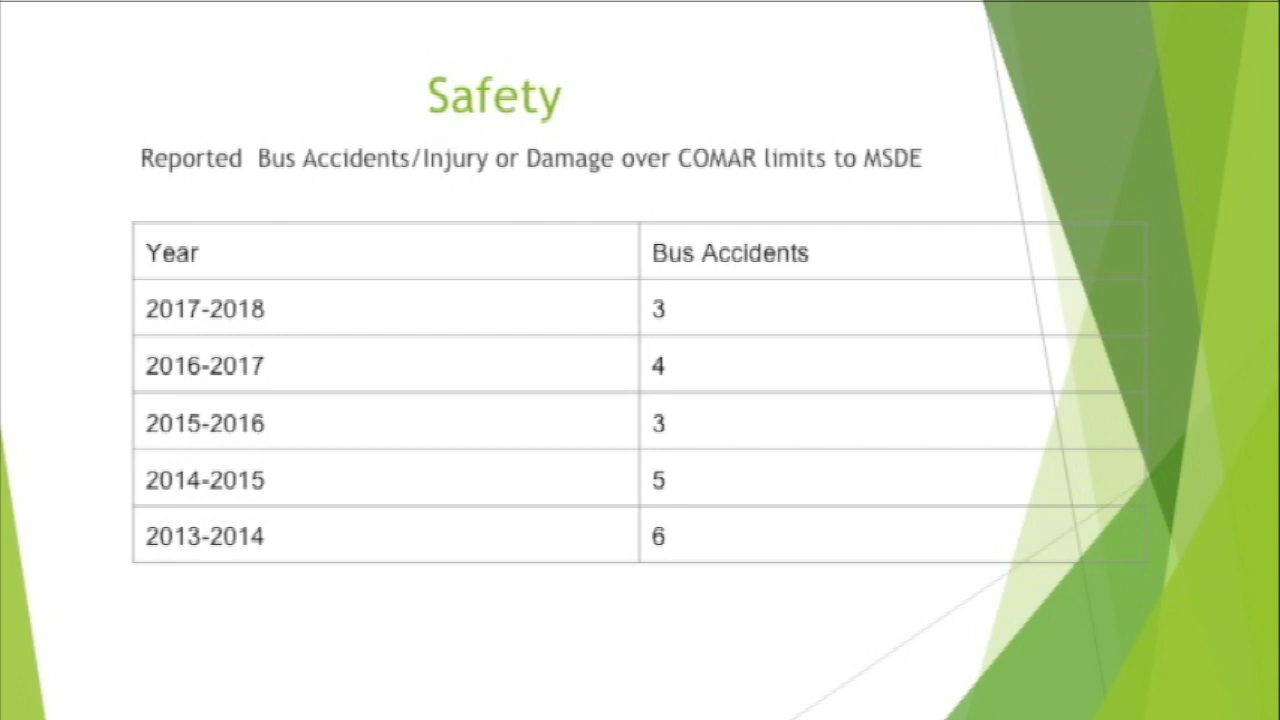 Safety
Reported Bus Accidents/Injury or Damage over COMAR limits to MSDE
Year Bus Accidents
2017-2018 3
2016-2017 4
2015-2016 3
2014-2015 5
2013-2014 6